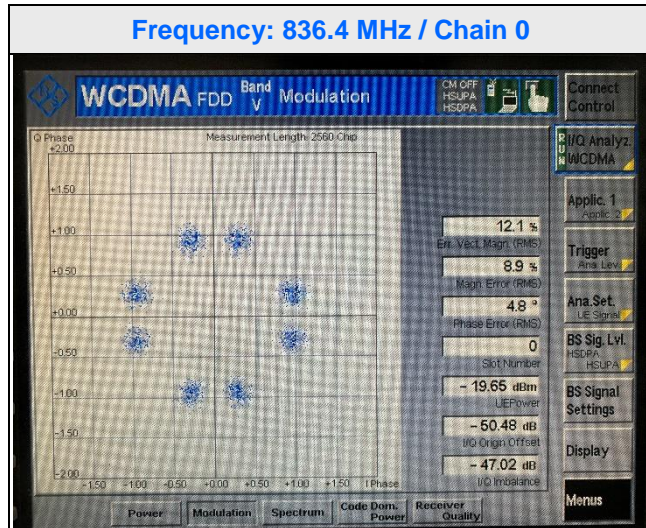 Frequency: 836.4 MHz / Chain 0
WCDMA FDD Band V Modulation
CM OFF
HSUPA
HSDPA
Connect
Control
Q Phase
Measurement Length: 2560 Chip
+2.00
+1.50
+1.00
+0.50
+0.00
-0.50
-1.00
-1.50
-2.00
-1.50 -1.00 -0.50 +0.00 +0.50 +1.00 +1.50 I Phase
12.1 %
Err. Vect. Magn. (RMS)
8.9 %
Magn. Error (RMS)
4.8 °
Phase Error (RMS)
0
Slot Number
- 19.65 dBm
UEPower
- 50.48 dB
I/Q Origin Offset
- 47.02 dB
I/Q Imbalance
RUN
I/Q Analyz.
WCDMA
Applic. 1
Applic. 2
Trigger
Ana. Lev.
Ana.Set.
UE Signal
BS Sig. Lvl.
HSDPA
HSUPA
BS Signal
Settings
Display
Menus
Power
Modulation
Spectrum
Code Dom.
Power
Receiver
Quality